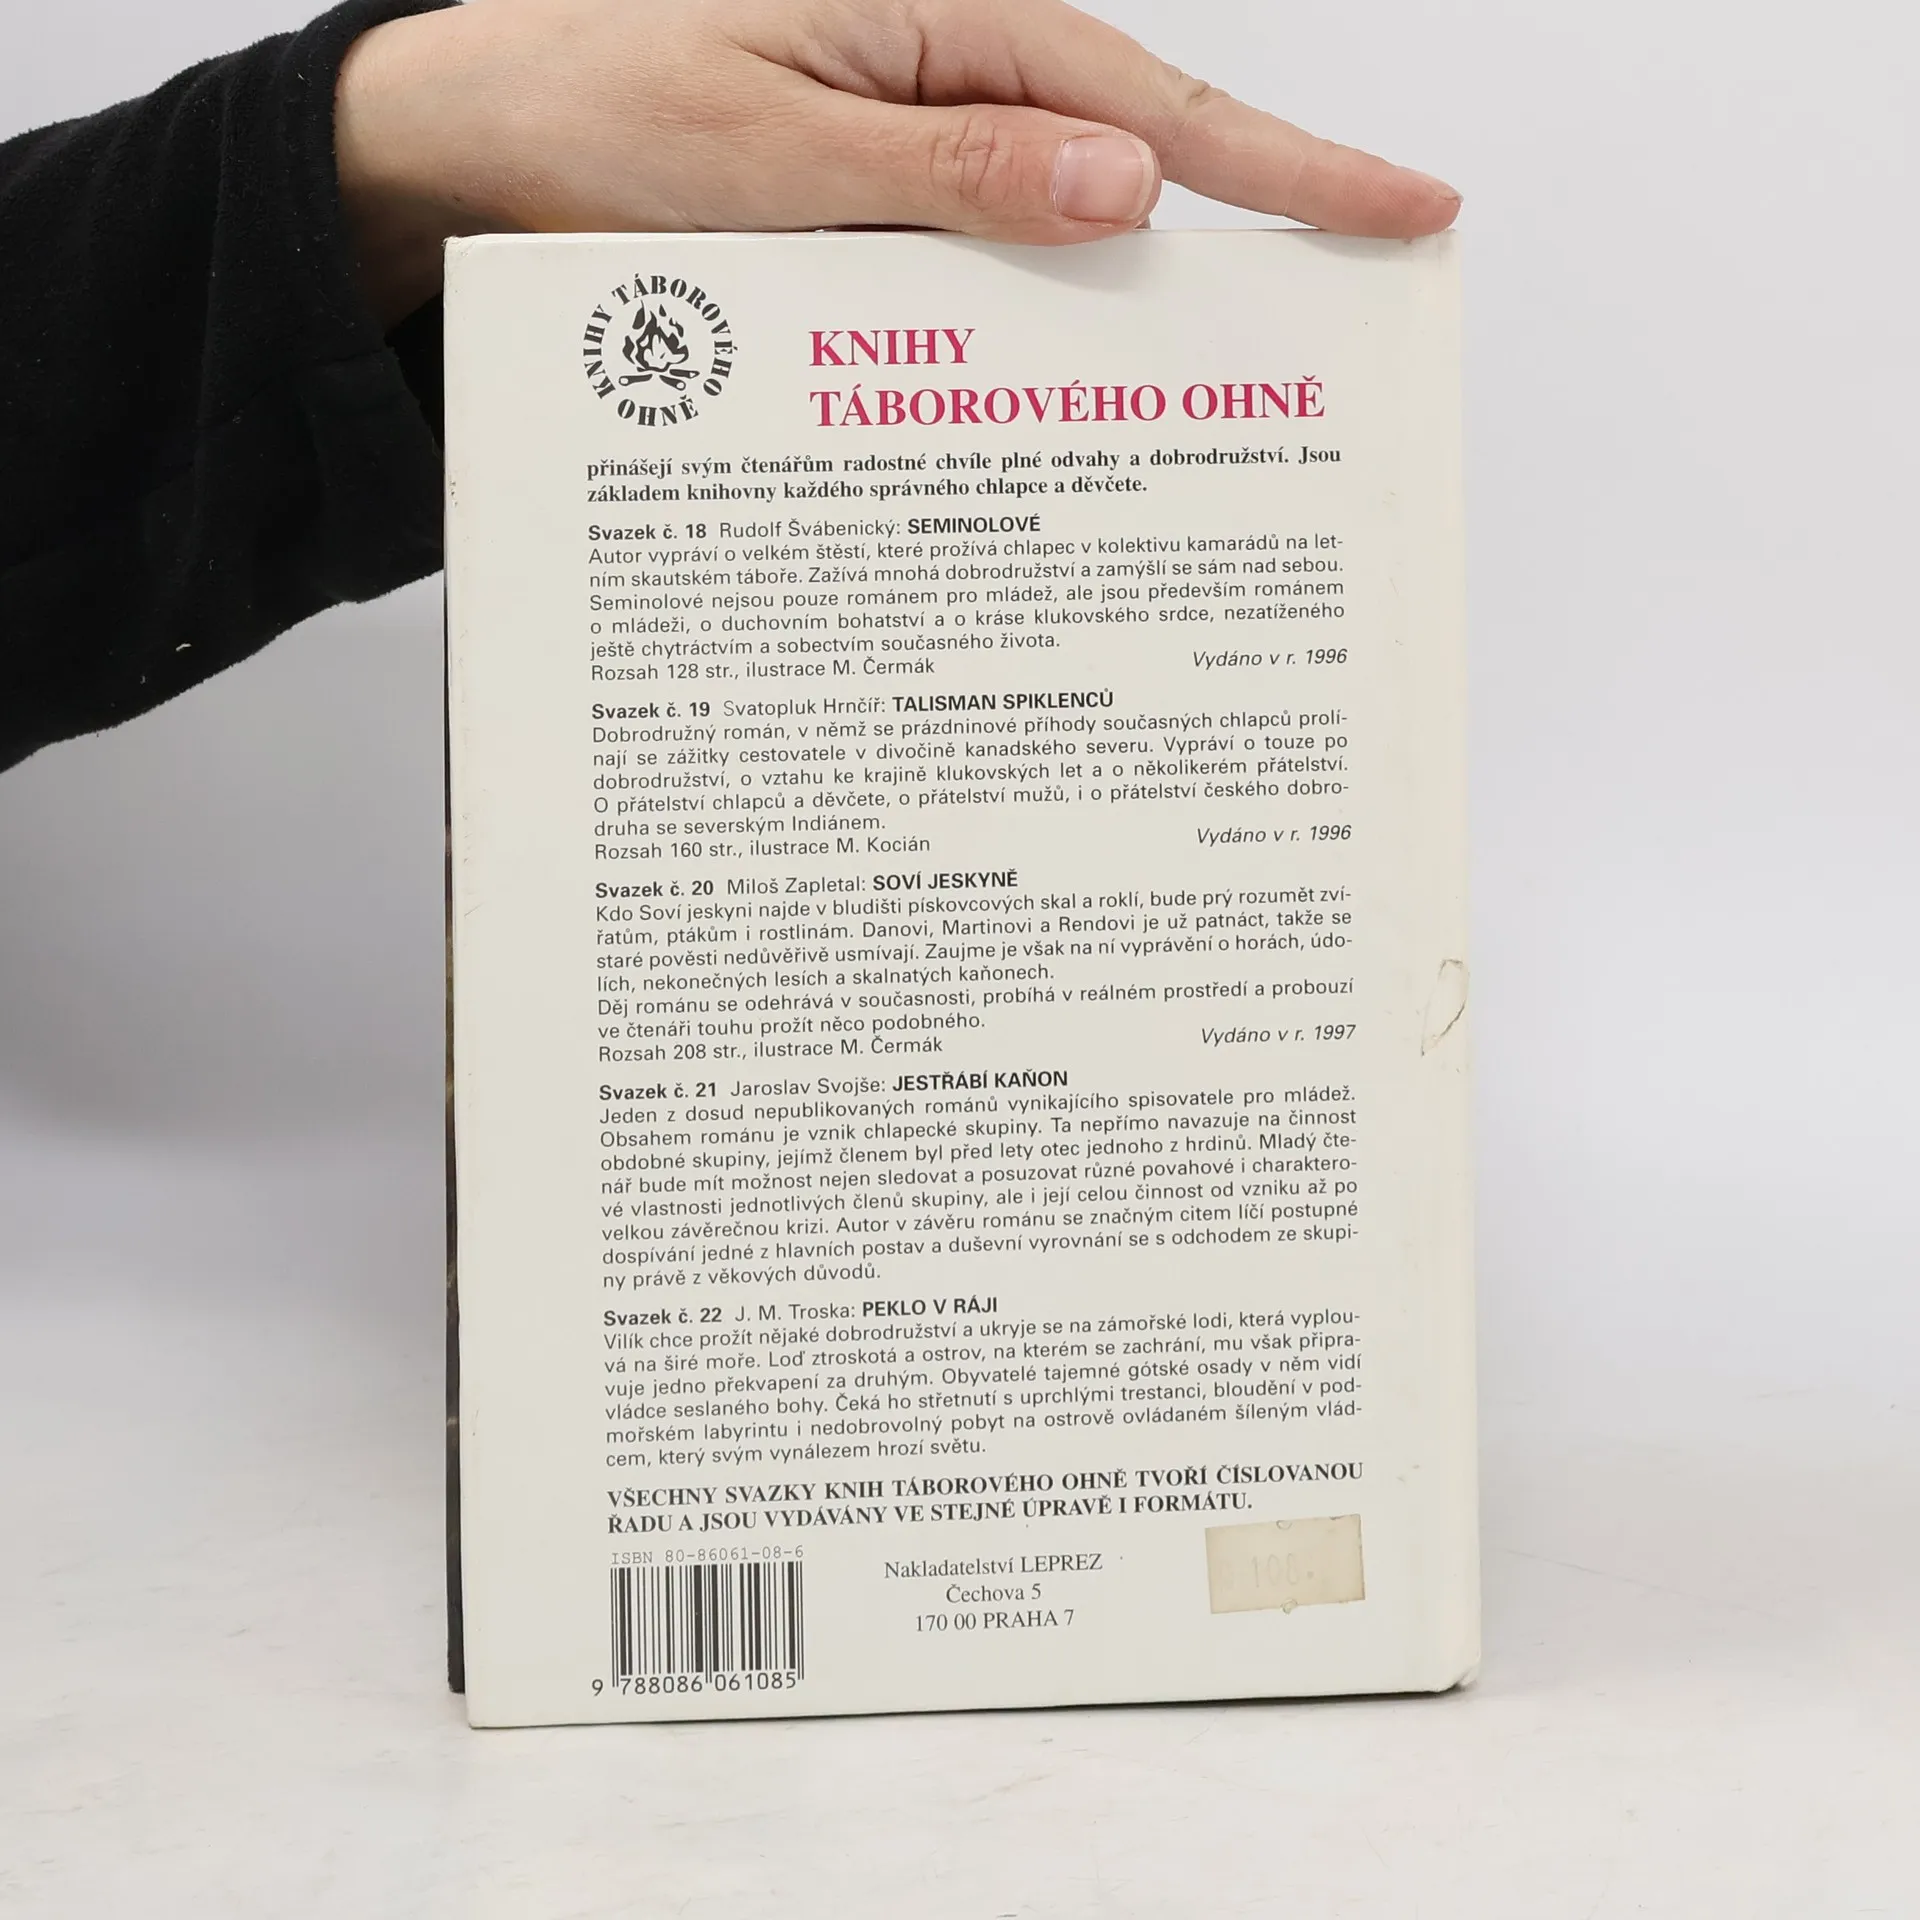 KNIHY TÁBOROVÉHO OHNĚ
KNIHY
TÁBOROVÉHO OHNĚ
přinášejí svým čtenářům radostné chvíle plné odvahy a dobrodružství. Jsou
základem knihovny každého správného chlapce a děvčete.
Svazek č. 18 Rudolf Švábenický: SEMINOLOVÉ
Autor vypráví o velkém štěstí, které prožívá chlapec v kolektivu kamarádů na let-
ním skautském táboře. Zažívá mnohá dobrodružství a zamýšlí se sám nad sebou.
Seminolové nejsou pouze románem pro mládež, ale jsou především románem
o mládeži, o duchovním bohatství a o kráse klukovského srdce, nezatíženého
ještě chytráctvím a sobectvím současného života.
Rozsah 128 str., ilustrace M. Čermák Vydáno v r. 1996
Svazek č. 19 Svatopluk Hrnčíř: TALISMAN SPIKLENCŮ
Dobrodružný román, v němž se prázdninové příhody současných chlapců prolí-
nají se zážitky cestovatele v divočině kanadského severu. Vypráví o touze po
dobrodružství, o vztahu ke krajině klukovských let a o několikerém přátelství.
O přátelství chlapců a děvčete, o přátelství mužů, i o přátelství českého dobro-
druha se severským Indiánem.
Rozsah 160 str., ilustrace M. Kocián Vydáno v r. 1996
Svazek č. 20 Miloš Zapletal: SOVÍ JESKYNĚ
Kdo Soví jeskyni najde v bludišti pískovcových skal a roklí, bude prý rozumět zví-
řatům, ptákům i rostlinám. Danovi, Martinovi a Rendovi je už patnáct, takže se
staré pověsti nedůvěřivě usmívají. Zaujme je však na ní vyprávění o horách, údo-
lích, nekonečných lesích a skalnatých kaňonech.
Děj románu se odehrává v současnosti, probíhá v reálném prostředí a probouzí
ve čtenáři touhu prožít něco podobného.
Rozsah 208 str., ilustrace M. Čermák Vydáno v r. 1997
Svazek č. 21 Jaroslav Svojše: JESTŘÁBÍ KAŇON
Jeden z dosud nepublikovaných románů vynikajícího spisovatele pro mládež.
Obsahem románu je vznik chlapecké skupiny. Ta nepřímo navazuje na činnost
obdobné skupiny, jejímž členem byl před lety otec jednoho z hrdinů. Mladý čte-
nář bude mít možnost nejen sledovat a posuzovat různé povahové i charaktero-
vé vlastnosti jednotlivých členů skupiny, ale i její celou činnost od vzniku až po
velkou závěrečnou krizi. Autor v závěru románu se značným citem líčí postupné
dospívání jedné z hlavních postav a duševní vyrovnání se s odchodem ze skupi-
ny právě z věkových důvodů.
Svazek č. 22 J. M. Troska: PEKLO V RÁJI
Vilík chce prožít nějaké dobrodružství a ukryje se na zámořské lodi, která vyplou-
vá na širé moře. Loď ztroskotá a ostrov, na kterém se zachrání, mu však připra-
vuje jedno překvapení za druhým. Obyvatelé tajemné gótské osady v něm vidí
vládce seslaného bohy. Čeká ho střetnutí s uprchlými trestanci, bloudění v pod-
mořském labyrintu i nedobrovolný pobyt na ostrově ovládaném šíleným vlád-
cem, který svým vynálezem hrozí světu.
VŠECHNY SVAZKY KNIH TÁBOROVÉHO OHNĚ TVOŘÍ ČÍSLOVANOU
ŘADU A JSOU VYDÁVÁNY VE STEJNÉ ÚPRAVĚ I FORMÁTU.
ISBN 80-86061-08-6
9 788086 061085
Nakladatelství LEPREZ
Čechova 5
170 00 PRAHA 7